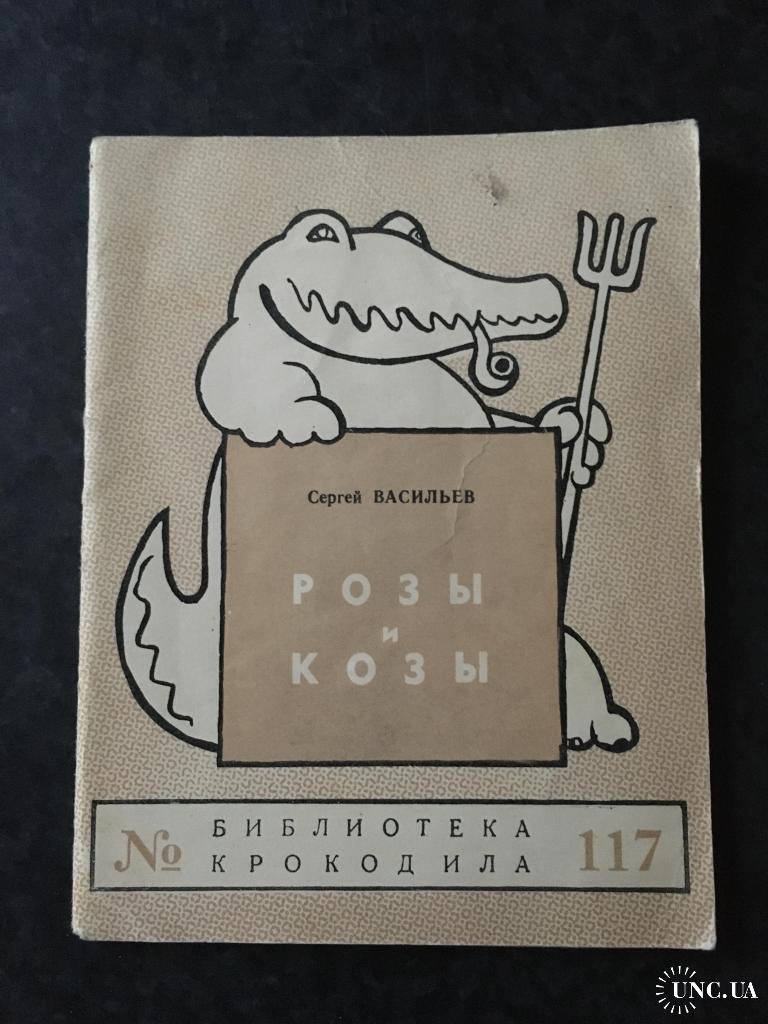 Сергей ВАСИЛЬЕВ
РОЗЫ
и
КОЗЫ
№ БИБЛИОТЕКА КРОКОДИЛА 117
UNC.UA